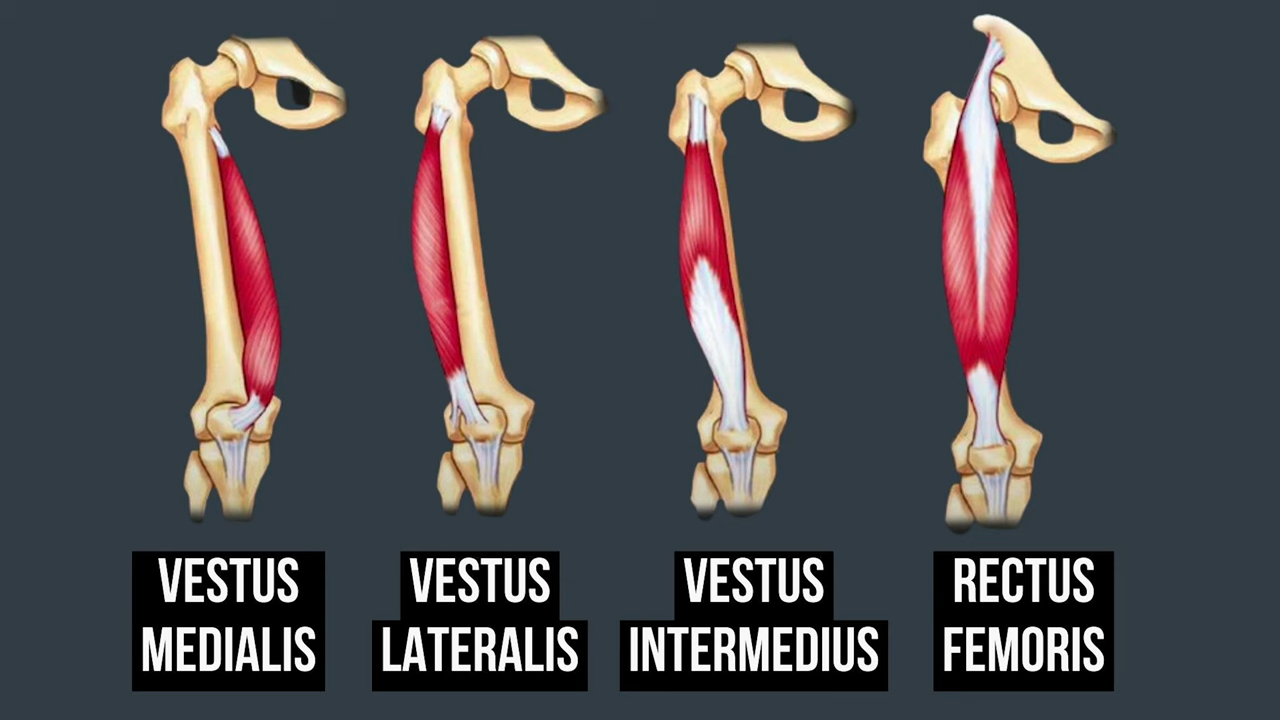 VESTUS
MEDIALIS
VESTUS
LATERALIS
VESTUS
INTERMEDIUS
RECTUS
FEMORIS